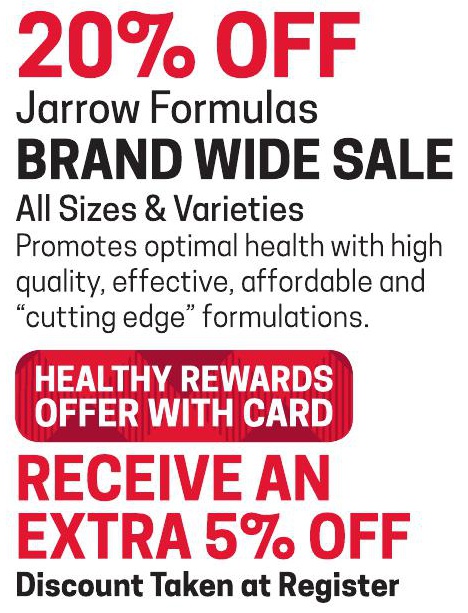 20% OFF
Jarrow Formulas
BRAND WIDE SALE
All Sizes & Varieties
Promotes optimal health with high
quality, effective, affordable and
“cutting edge” formulations.
HEALTHY REWARDS
OFFER WITH CARD
RECEIVE AN
EXTRA 5% OFF
Discount Taken at Register